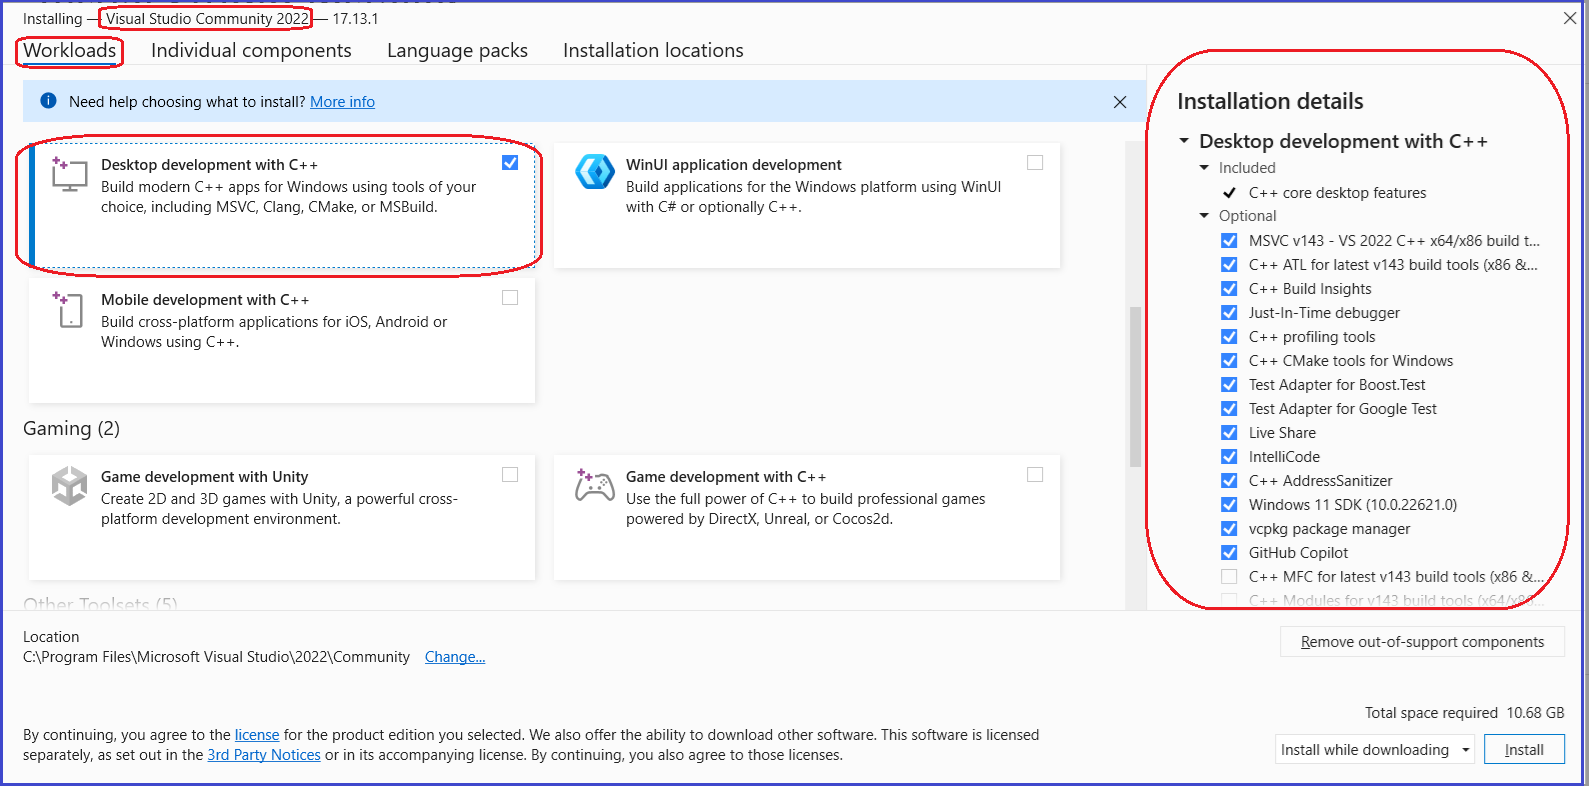 Installing — Visual Studio Community 2022 — 17.13.1
Workloads Individual components Language packs Installation locations
Need help choosing what to install? More info
Desktop development with C++
Build modern C++ apps for Windows using tools of your
choice, including MSVC, Clang, CMake, or MSBuild.
WinUI application development
Build applications for the Windows platform using WinUI
with C# or optionally C++.
Mobile development with C++
Build cross-platform applications for iOS, Android or
Windows using C++.
Gaming (2)
Game development with Unity
Create 2D and 3D games with Unity, a powerful cross-
platform development environment.
Game development with C++
Use the full power of C++ to build professional games
powered by DirectX, Unreal, or Cocos2d.
Other Toolsets (5)
Installation details
Desktop development with C++
Included
C++ core desktop features
Optional
MSVC v143 - VS 2022 C++ x64/x86 build t...
C++ ATL for latest v143 build tools (x86 &...
C++ Build Insights
Just-In-Time debugger
C++ profiling tools
C++ CMake tools for Windows
Test Adapter for Boost.Test
Test Adapter for Google Test
Live Share
IntelliCode
C++ AddressSanitizer
Windows 11 SDK (10.0.22621.0)
vcpkg package manager
GitHub Copilot
C++ MFC for latest v143 build tools (x86 &...
C++ Modules for v143 build tools (x64/x86...
Location
C:\Program Files\Microsoft Visual Studio\2022\Community Change...
Remove out-of-support components
Total space required 10.68 GB
By continuing, you agree to the license for the product edition you selected. We also offer the ability to download other software. This software is licensed
separately, as set out in the 3rd Party Notices or in its accompanying license. By continuing, you also agree to those licenses.
Install while downloading Install